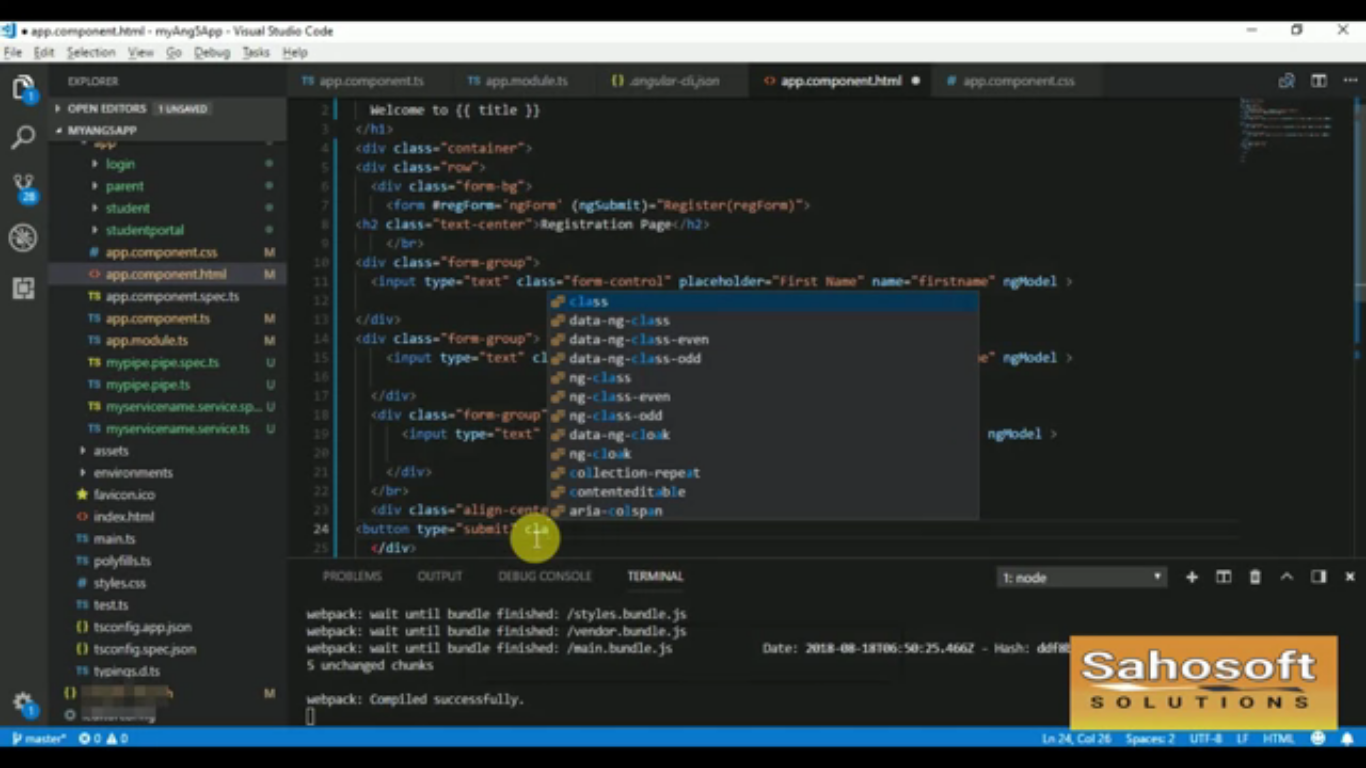 app.component.html - myAng5App - Visual Studio Code
File Edit Selection View Go Debug Tasks Help
EXPLORER
OPEN EDITORS 1 UNSAVED
MYANG5APP
app
login
parent
student
studentportal
# app.component.css M
<> app.component.html M
TS app.component.spec.ts
TS app.component.ts M
TS app.module.ts M
TS mypipe.pipe.spec.ts U
TS mypipe.pipe.ts U
TS myservicename.service.sp... U
TS myservicename.service.ts U
assets
environments
favicon.ico
<> index.html
TS main.ts
TS polyfills.ts
# styles.css
TS test.ts
{} tsconfig.app.json
{} tsconfig.spec.json
TS typings.d.ts
{} M
TS app.component.ts TS app.module.ts {} .angular-cli.json <> app.component.html # app.component.css
2 Welcome to {{ title }}
3 </h1>
4 <div class="container">
5 <div class="row">
6 <div class="form-bg">
7 <form #regForm='ngForm' (ngSubmit)="Register(regForm)">
8 <h2 class="text-center">Registration Page</h2>
9 </br>
10 <div class="form-group">
11 <input type="text" class="form-control" placeholder="First Name" name="firstname" ngModel >
12
13 </div>
14 <div class="form-group">
15 <input type="text" cl e" ngModel >
16
17 </div>
18 <div class="form-group"
19 <input type="text" ngModel >
20
21 </div>
22 </br>
23 <div class="align-cente
24 <button type="submit" cla
25 </div>
class
data-ng-class
data-ng-class-even
data-ng-class-odd
ng-class
ng-class-even
ng-class-odd
data-ng-cloak
ng-cloak
collection-repeat
contenteditable
aria-colspan
PROBLEMS OUTPUT DEBUG CONSOLE TERMINAL 1: node
webpack: wait until bundle finished: /styles.bundle.js
webpack: wait until bundle finished: /vendor.bundle.js
webpack: wait until bundle finished: /main.bundle.js Date: 2018-08-18T06:50:25.466Z - Hash:
5 unchanged chunks
webpack: Compiled successfully.
Sahosoft
SOLUTIONS
1
28
1
master* 0 0 Ln 24, Col 26 Spaces: 2 UTF-8 LF HTML